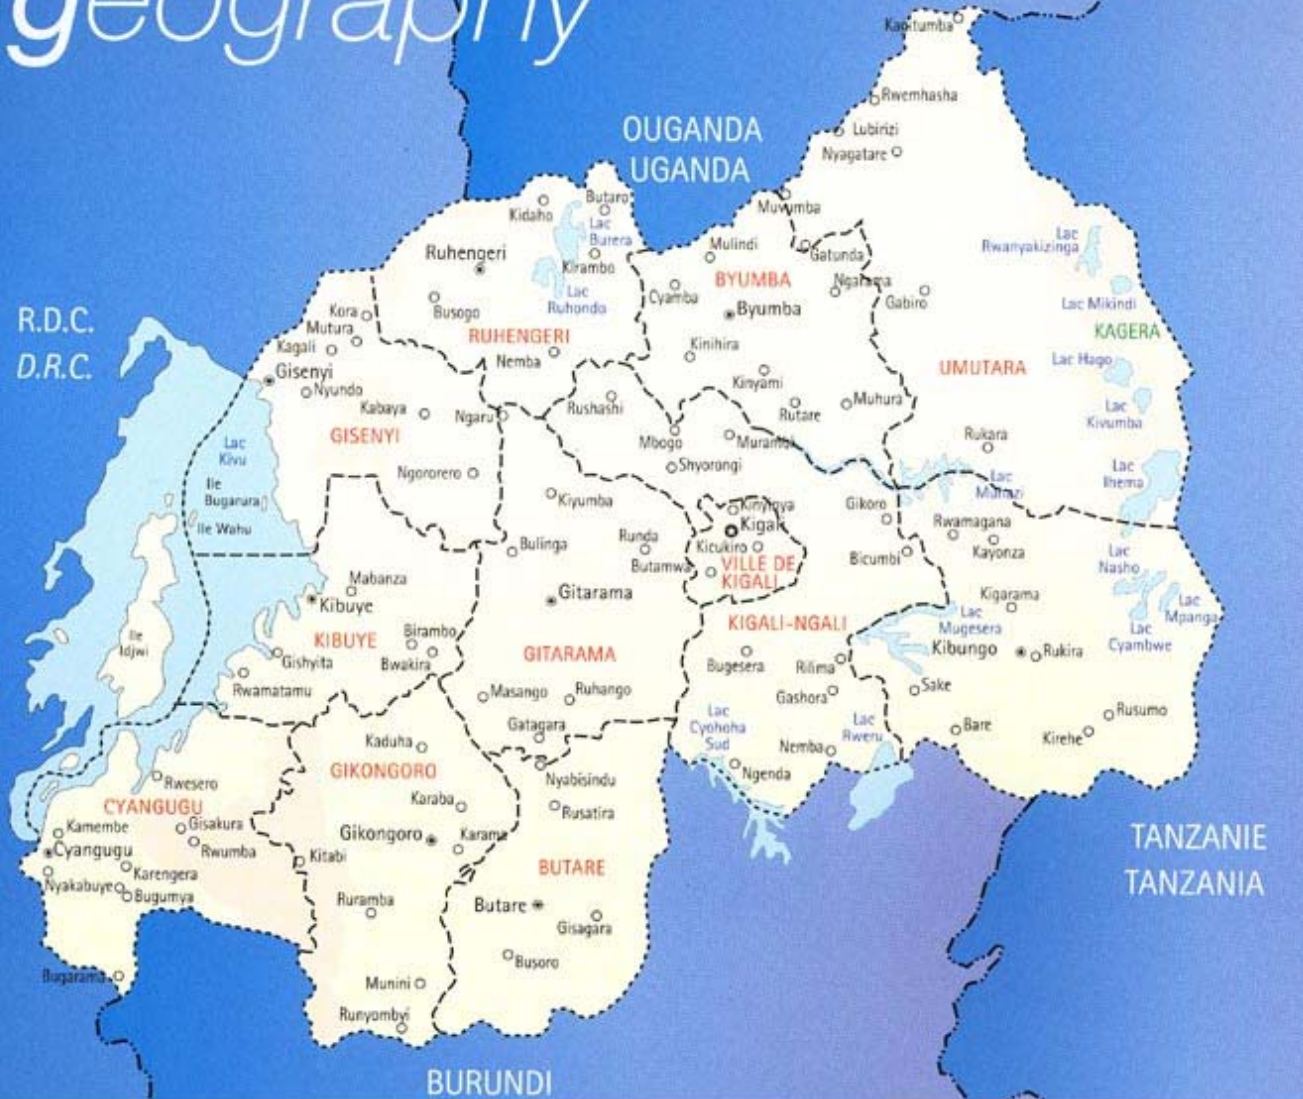 geography
Kagitumba
Rwemhasha
OUGANDA
UGANDA
Lubirizi
Nyagatare
Butaro
Kidaho
Muvumba
Lac
Burera
Lac
Rwanyakizinga
Ruhengeri
Mulindi
Gatunda
Kirambo
BYUMBA
Ngarama
Cyamba
Gabiro
Lac Mikindi
Lac
Ruhondo
Busogo
Kora
Byumba
R.D.C.
D.R.C.
Mutura
RUHENGERI
KAGERA
Kagali
Kinihira
Nemba
Lac Hago
UMUTARA
Gisenyi
Nyundo
Kinyami
Kabaya
Ngaru
Rushashi
Rutare
Muhura
Lac
Kivumba
GISENYI
Mbogo
Rukara
Lac
Kivu
Shyorongi
Ngororero
Lac
Ihema
Lac
Muhazi
Ile
Bugarura
Kiyumba
Kinyinya
Gikoro
Ile Wahu
Kigali
Rwamagana
Runda
Bulinga
Kicukiro
Kayonza
Butamwa
Bicumbi
VILLE DE
KIGALI
Lac
Nasho
Mabanza
Kibuye
Gitarama
Kigarama
Lac
Mpanga
Lac
Mugesera
KIGALI-NGALI
Ile
Idjwi
KIBUYE
Birambo
Lac
Cyambwe
GITARAMA
Kibungo
Rukira
Gishyita
Bwakira
Bugesera
Rilima
Rwamatamu
Masango
Ruhango
Gashora
Sake
Lac
Cyohoha
Sud
Lac
Rweru
Rusumo
Gatagara
Bare
Kirehe
Kaduha
Nemba
GIKONGORO
Ngenda
Rwesero
Nyabisindu
CYANGUGU
Karaba
Rusatira
Kamembe
Gisakura
Gikongoro
Karama
TANZANIE
TANZANIA
Cyangugu
Rwumba
Kitabi
BUTARE
Karengera
Nyakabuye
Bugumya
Ruramba
Butare
Gisagara
Busoro
Bugarama
Munini
Runyombyi
BURUNDI